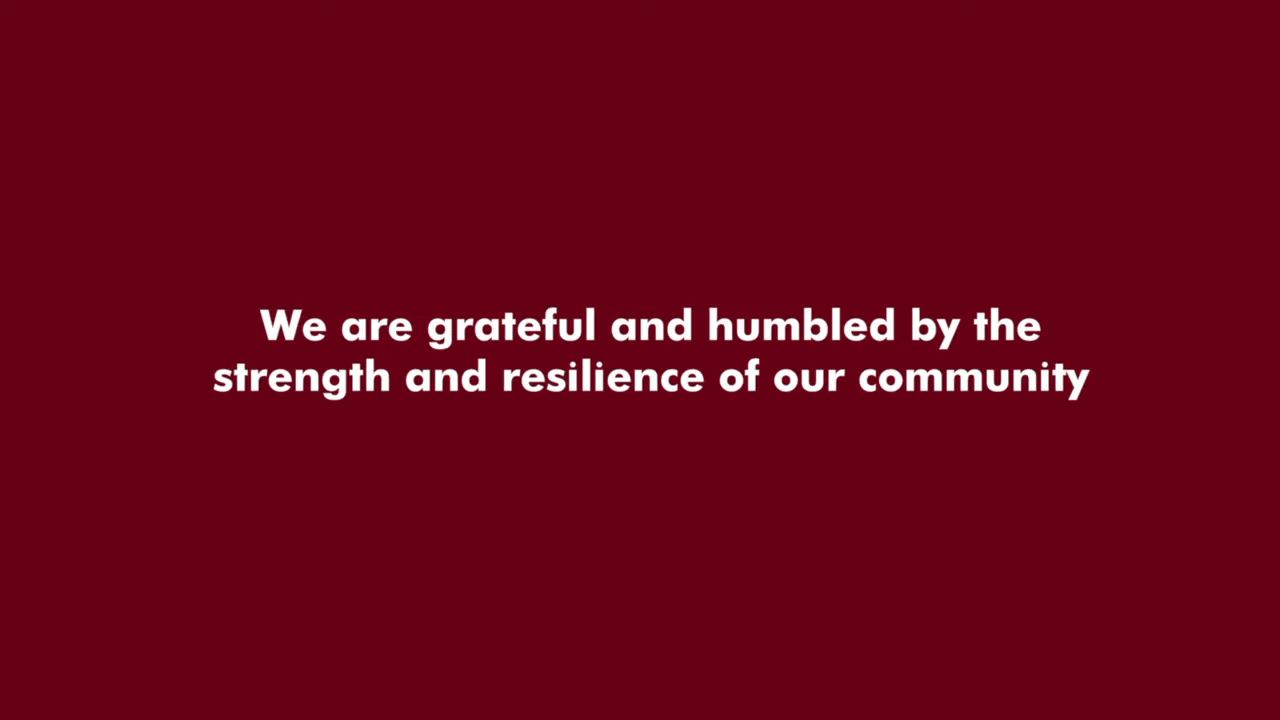 We are grateful and humbled by the
strength and resilience of our community